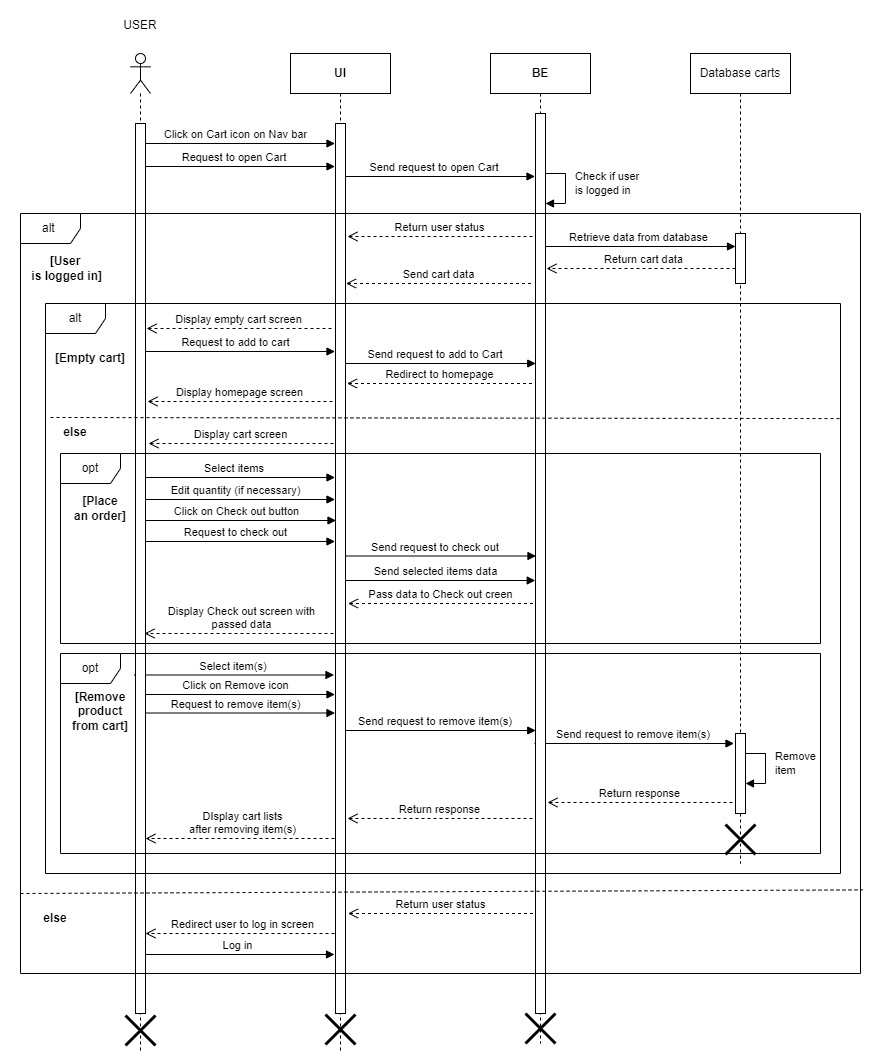 USER
UI
BE
Database carts
Click on Cart icon on Nav bar
Request to open Cart
Send request to open Cart
Check if user
is logged in
alt
[User
is logged in]
Return user status
Retrieve data from database
Return cart data
Send cart data
alt
[Empty cart]
Display empty cart screen
Request to add to cart
Send request to add to Cart
Redirect to homepage
Display homepage screen
else
Display cart screen
opt
[Place
an order]
Select items
Edit quantity (if necessary)
Click on Check out button
Request to check out
Send request to check out
Send selected items data
Pass data to Check out creen
Display Check out screen with
passed data
opt
[Remove
product
from cart]
Select item(s)
Click on Remove icon
Request to remove item(s)
Send request to remove item(s)
Send request to remove item(s)
Remove
item
Return response
Return response
DIsplay cart lists
after removing item(s)
else
Return user status
Redirect user to log in screen
Log in